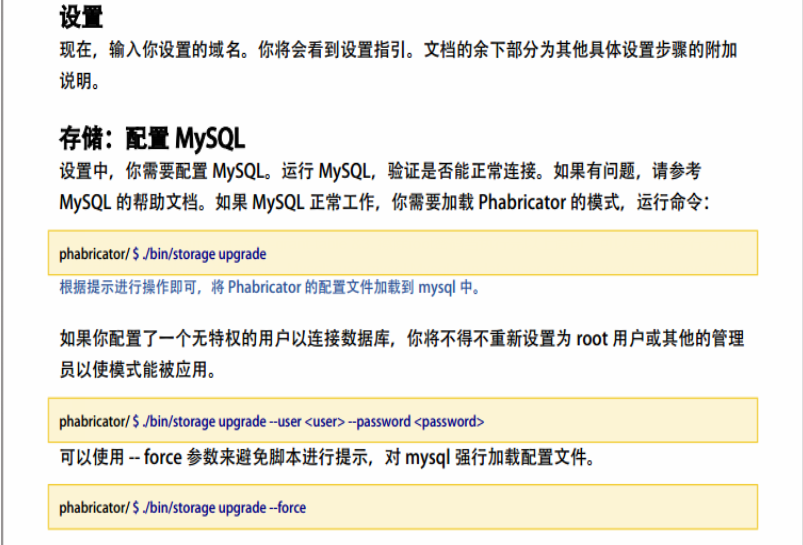 设置
现在，输入你设置的域名。你将会看到设置指引。文档的余下部分为其他具体设置步骤的附加
说明。
存储：配置 MySQL
设置中，你需要配置 MySQL。运行 MySQL，验证是否能正常连接。如果有问题，请参考
MySQL 的帮助文档。如果 MySQL 正常工作，你需要加载 Phabricator 的模式，运行命令：
phabricator/ $ ./bin/storage upgrade
根据提示进行操作即可，将 Phabricator 的配置文件加载到 mysql 中。
如果你配置了一个无特权的用户以连接数据库，你将不得不重新设置为 root 用户或其他的管理
员以使模式能被应用。
phabricator/ $ ./bin/storage upgrade --user <user> --password <password>
可以使用 -- force 参数来避免脚本进行提示，对 mysql 强行加载配置文件。
phabricator/ $ ./bin/storage upgrade --force